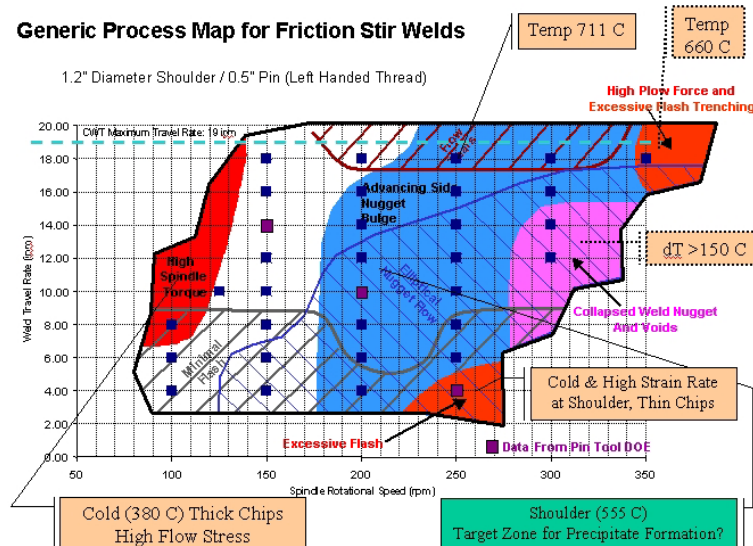 Generic Process Map for Friction Stir Welds
Temp 711 C
Temp
660 C
1.2" Diameter Shoulder / 0.5" Pin (Left Handed Thread)
High Plow Force and
Excessive Flash Trenching
CWT Maximum Travel Rate: 19 ipm
20.00
18.00
16.00
14.00
12.00
10.00
8.00
6.00
4.00
2.00
0.00
Weld Travel Rate (ipm)
Flow
Advancing Side
Nugget
Bulge
dT >150 C
High
Spindle
Torque
Elliptical
Nugget Flow
Collapsed Weld Nugget
And Voids
Minimal
Flash
Cold & High Strain Rate
at Shoulder, Thin Chips
Excessive Flash
Data From Pin Tool DOE
50
100
150
200
250
300
350
Spindle Rotational Speed (rpm)
Cold (380 C) Thick Chips
High Flow Stress
Shoulder (555 C)
Target Zone for Precipitate Formation?